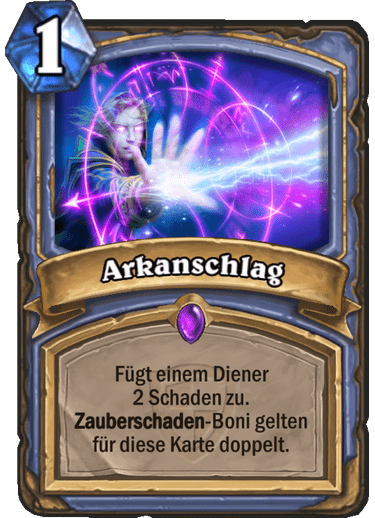 1
Arkanschlag
Fügt einem Diener
2 Schaden zu.
Zauberschaden-Boni gelten
für diese Karte doppelt.